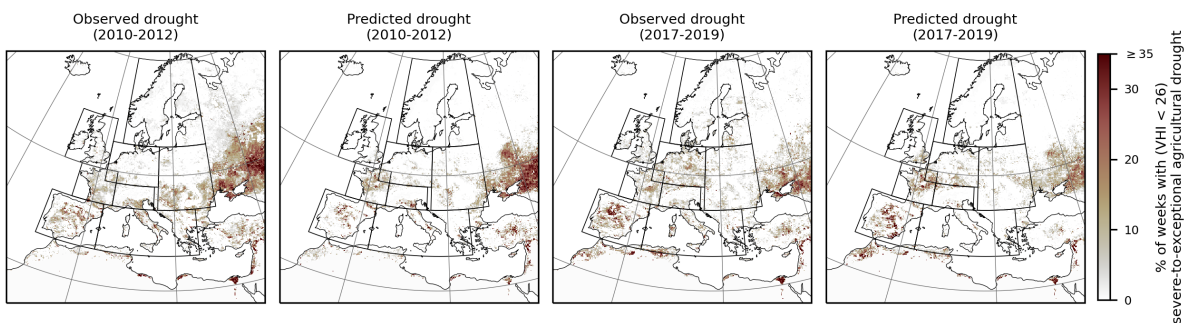 Observed drought
(2010-2012)
Predicted drought
(2010-2012)
Observed drought
(2017-2019)
Predicted drought
(2017-2019)
≥ 35
30
20
10
0
% of weeks with (VHI < 26)
severe-to-exceptional agricultural drought